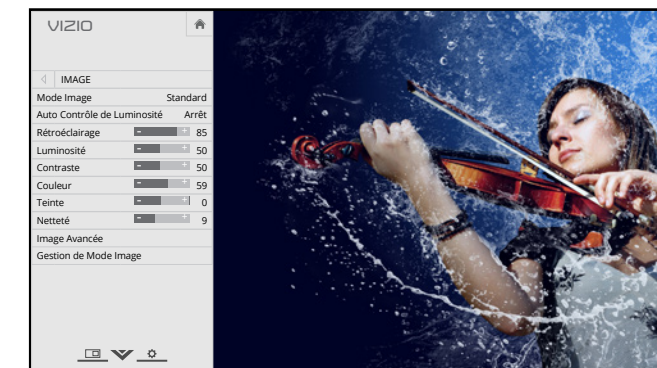 VIZIO
IMAGE
Mode Image Standard
Auto Contrôle de Luminosité Arrêt
Rétroéclairage - + 85
Luminosité - + 50
Contraste - + 50
Couleur - + 59
Teinte - + 0
Netteté - + 9
Image Avancée
Gestion de Mode Image